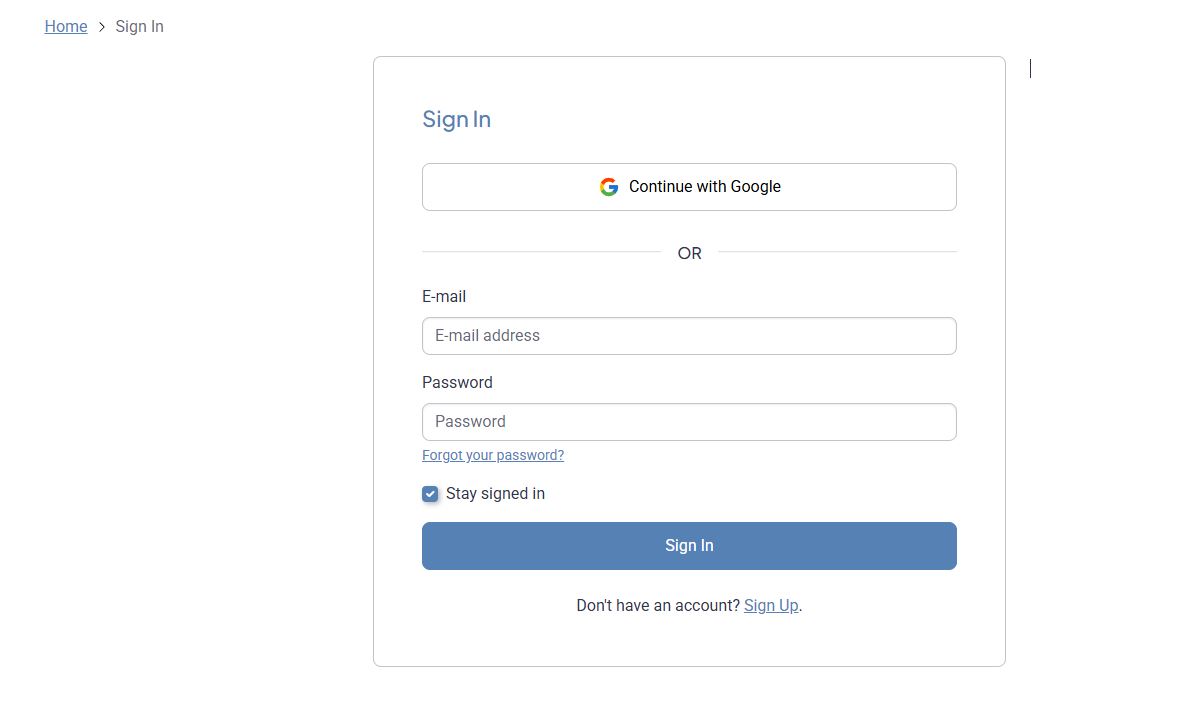 Home > Sign In
Sign In
Continue with Google
OR
E-mail
E-mail address
Password
Password
Forgot your password?
Stay signed in
Sign In
Don't have an account? Sign Up.